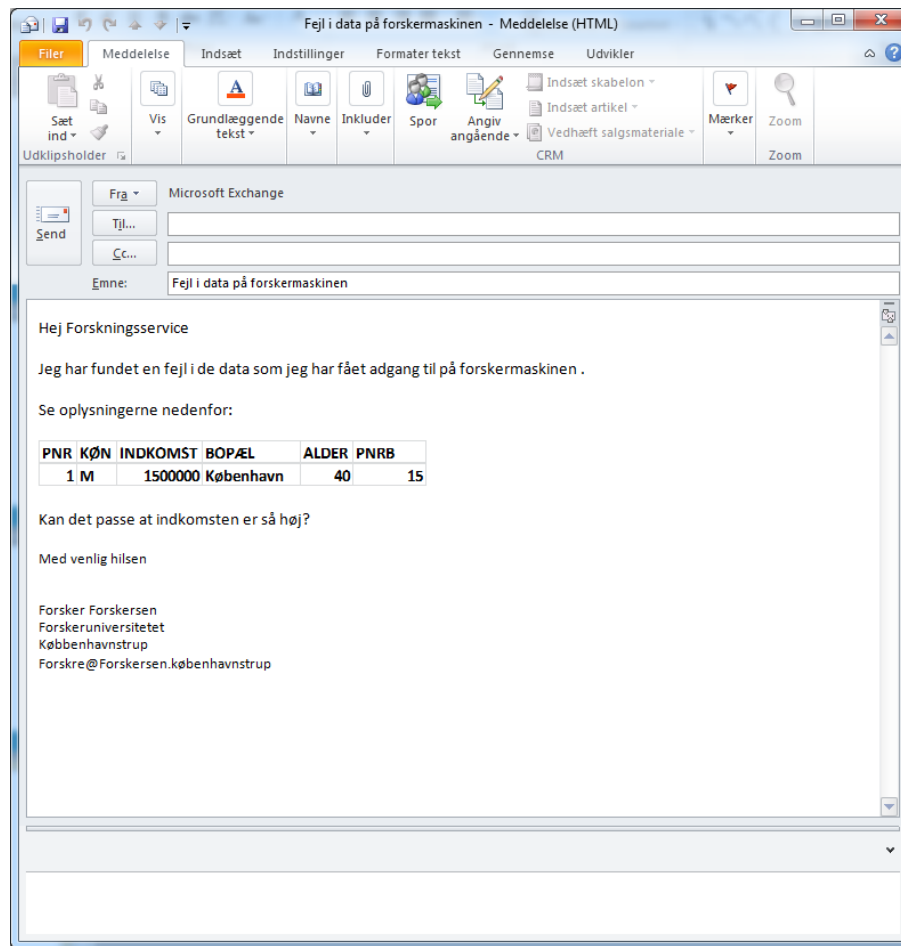 Fejl i data på forskermaskinen - Meddelelse (HTML)
Filer Meddelelse Indsæt Indstillinger Formater tekst Gennemse Udvikler
Sæt ind
Vis
Grundlæggende tekst
Navne
Inkluder
Spor
Angiv angående
Indsæt skabelon
Indsæt artikel
Vedhæft salgsmateriale
Mærker
Zoom
Udklipsholder CRM Zoom
Send
Fra Microsoft Exchange
Til...
Cc...
Emne: Fejl i data på forskermaskinen
Hej Forskningsservice
Jeg har fundet en fejl i de data som jeg har fået adgang til på forskermaskinen .
Se oplysningerne nedenfor:
PNR KØN INDKOMST BOPÆL ALDER PNRB
1 M 1500000 København 40 15
Kan det passe at indkomsten er så høj?
Med venlig hilsen
Forsker Forskersen
Forskeruniversitetet
Købbenhavnstrup
Forskre@Forskersen.københavnstrup